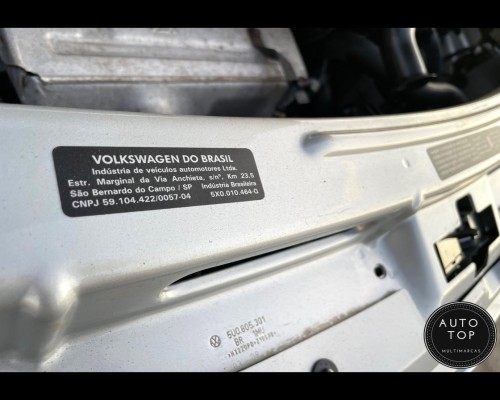 VOLKSWAGEN DO BRASIL
Indústria de veículos automotores Ltda.
Estr. Marginal da Via Anchieta, s/nº, Km 23,5
São Bernardo do Campo / SP Indústria Brasileira
CNPJ 59.104.422/0057-04 5X0.010.464-Q
5U0.805.301
BR
AUTO
TOP
MULTIMARCAS